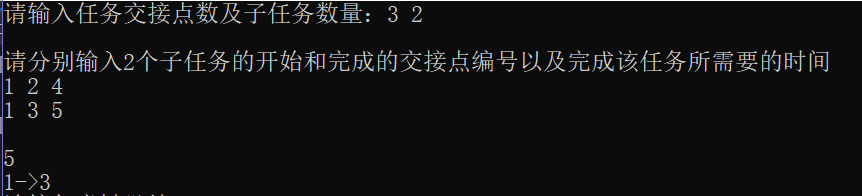 请输入任务交接点数及子任务数量：3 2
请分别输入2个子任务的开始和完成的交接点编号以及完成该任务所需要的时间
1 2 4
1 3 5
5
1->3